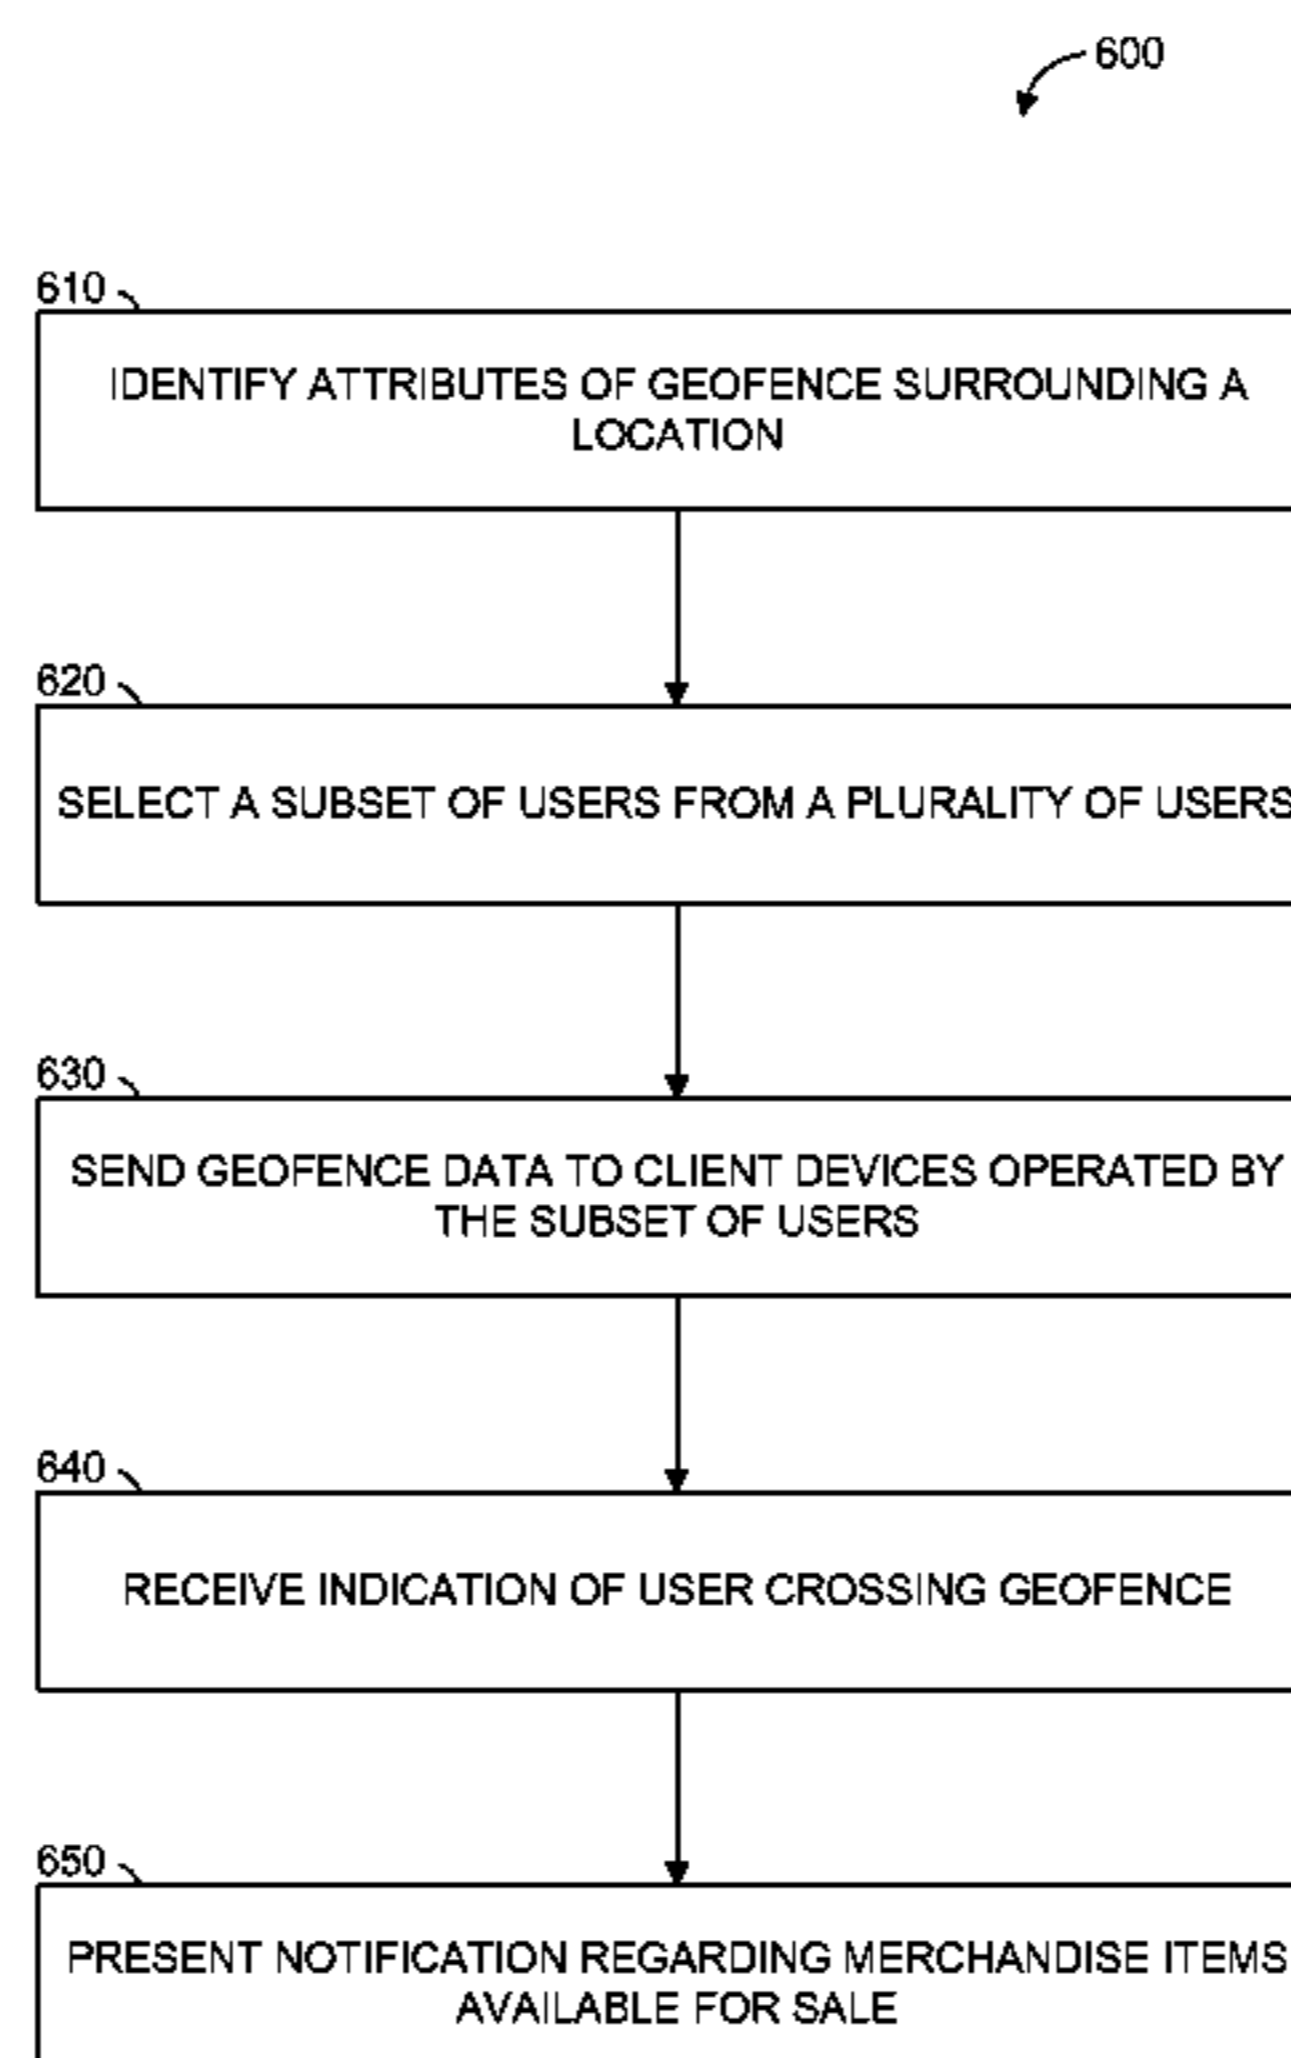 600
610
IDENTIFY ATTRIBUTES OF GEOFENCE SURROUNDING A
LOCATION
620
SELECT A SUBSET OF USERS FROM A PLURALITY OF USERS
630
SEND GEOFENCE DATA TO CLIENT DEVICES OPERATED BY
THE SUBSET OF USERS
640
RECEIVE INDICATION OF USER CROSSING GEOFENCE
650
PRESENT NOTIFICATION REGARDING MERCHANDISE ITEMS
AVAILABLE FOR SALE